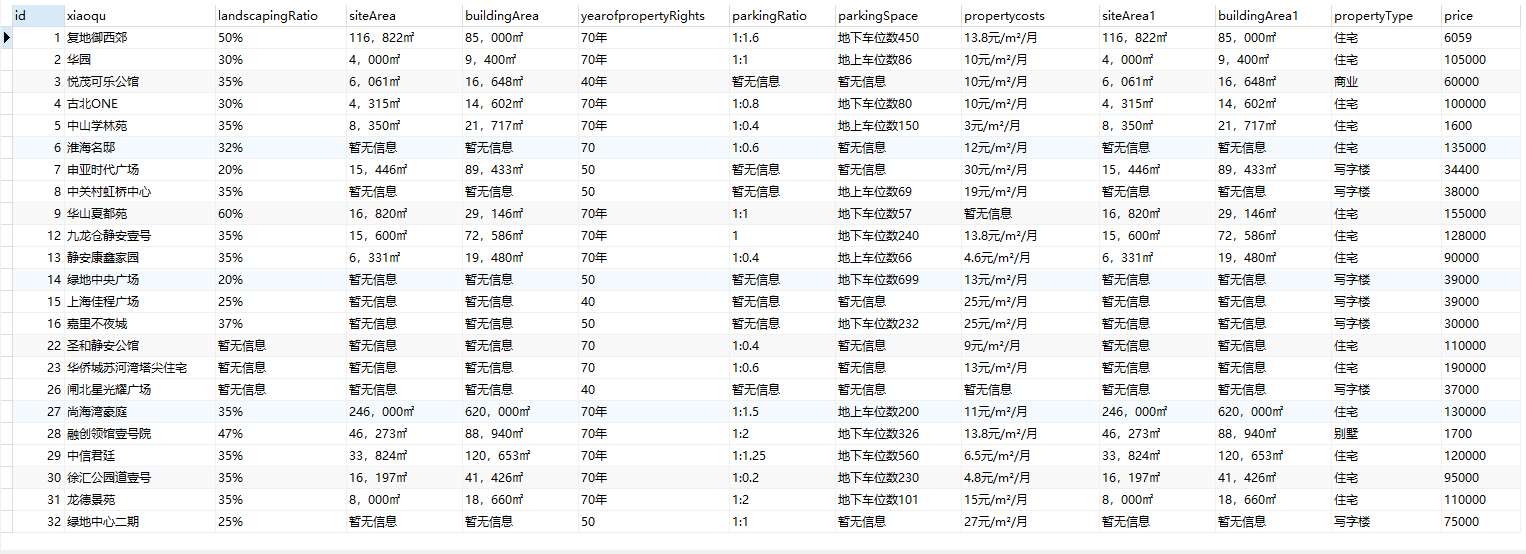 id xiaoqu landscapingRatio siteArea buildingArea yearofpropertyRights parkingRatio parkingSpace propertycosts siteArea1 buildingArea1 propertyType price
1 复地御西郊 50% 116，822㎡ 85，000㎡ 70年 1:1.6 地下车位数450 13.8元/m²/月 116，822㎡ 85，000㎡ 住宅 6059
2 华园 30% 4，000㎡ 9，400㎡ 70年 1:1 地上车位数86 10元/m²/月 4，000㎡ 9，400㎡ 住宅 105000
3 悦茂可乐公馆 35% 6，061㎡ 16，648㎡ 40年 暂无信息 暂无信息 10元/m²/月 6，061㎡ 16，648㎡ 商业 60000
4 古北ONE 30% 4，315㎡ 14，602㎡ 70年 1:0.8 地下车位数80 10元/m²/月 4，315㎡ 14，602㎡ 住宅 100000
5 中山学林苑 35% 8，350㎡ 21，717㎡ 70年 1:0.4 地上车位数150 3元/m²/月 8，350㎡ 21，717㎡ 住宅 1600
6 淮海名邸 32% 暂无信息 暂无信息 70 1:0.6 暂无信息 12元/m²/月 暂无信息 暂无信息 住宅 135000
7 申亚时代广场 20% 15，446㎡ 89，433㎡ 50 暂无信息 暂无信息 30元/m²/月 15，446㎡ 89，433㎡ 写字楼 34400
8 中关村虹桥中心 35% 暂无信息 暂无信息 50 暂无信息 地上车位数69 19元/m²/月 暂无信息 暂无信息 写字楼 38000
9 华山夏都苑 60% 16，820㎡ 29，146㎡ 70年 1:1 地下车位数57 暂无信息 16，820㎡ 29，146㎡ 住宅 155000
12 九龙仓静安壹号 35% 15，600㎡ 72，586㎡ 70年 1 地下车位数240 13.8元/m²/月 15，600㎡ 72，586㎡ 住宅 128000
13 静安康鑫家园 35% 6，331㎡ 19，480㎡ 70年 1:0.4 地上车位数66 4.6元/m²/月 6，331㎡ 19，480㎡ 住宅 90000
14 绿地中央广场 20% 暂无信息 暂无信息 50 暂无信息 地下车位数699 13元/m²/月 暂无信息 暂无信息 写字楼 39000
15 上海佳程广场 25% 暂无信息 暂无信息 40 暂无信息 暂无信息 25元/m²/月 暂无信息 暂无信息 写字楼 39000
16 嘉里不夜城 37% 暂无信息 暂无信息 50 暂无信息 地下车位数232 25元/m²/月 暂无信息 暂无信息 写字楼 30000
22 圣和静安公馆 暂无信息 暂无信息 暂无信息 70 1:0.4 暂无信息 9元/m²/月 暂无信息 暂无信息 住宅 110000
23 华侨城苏河湾塔尖住宅 暂无信息 暂无信息 暂无信息 70 1:0.6 暂无信息 13元/m²/月 暂无信息 暂无信息 住宅 190000
26 闸北星光耀广场 暂无信息 暂无信息 暂无信息 40 暂无信息 暂无信息 暂无信息 暂无信息 暂无信息 写字楼 37000
27 尚海湾豪庭 35% 246，000㎡ 620，000㎡ 70年 1:1.5 地上车位数200 11元/m²/月 246，000㎡ 620，000㎡ 住宅 130000
28 融创领馆壹号院 47% 46，273㎡ 88，940㎡ 70年 1:2 地下车位数326 13.8元/m²/月 46，273㎡ 88，940㎡ 别墅 1700
29 中信君廷 35% 33，824㎡ 120，653㎡ 70年 1:1.25 地下车位数560 6.5元/m²/月 33，824㎡ 120，653㎡ 住宅 120000
30 徐汇公园道壹号 35% 16，197㎡ 41，426㎡ 70年 1:0.2 地下车位数230 4.8元/m²/月 16，197㎡ 41，426㎡ 住宅 95000
31 龙德景苑 35% 8，000㎡ 18，660㎡ 70年 1:2 地下车位数101 15元/m²/月 8，000㎡ 18，660㎡ 住宅 110000
32 绿地中心二期 25% 暂无信息 暂无信息 50 1:1 暂无信息 27元/m²/月 暂无信息 暂无信息 写字楼 75000